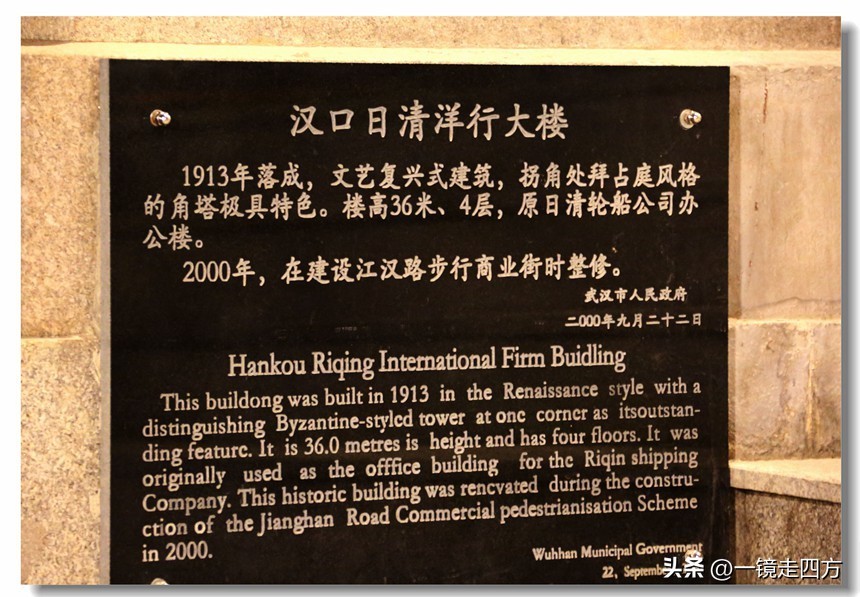 汉口日清洋行大楼
1913年落成，文艺复兴式建筑，拐角处拜占庭风格
的角塔极具特色。楼高36米、4层，原日清轮船公司办
公楼。
2000年，在建设江汉路步行商业街时整修。
武汉市人民政府
二000年九月二十二日
Hankou Riqing International Firm Buidling
This buildong was built in 1913 in the Renaissance style with a
distinguishing Byzantine-styled tower at one corner as itsoutstan-
ding feature. It is 36.0 metres is height and has four floors. It was
originally used as the offfice building for the Riqin shipping
Company. This historic building was rencvated during the constru-
ction of the Jianghan Road Commercial pedestrianisation Scheme
in 2000.
Wuhhan Municipal Government
22, Septemb
头条 @一镜走四方